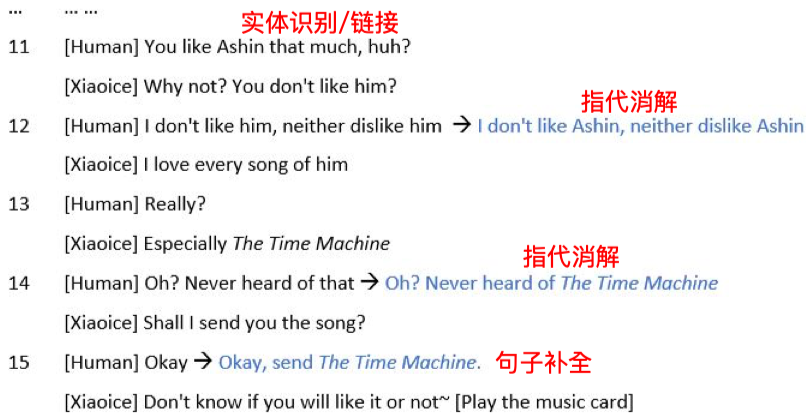 ... ... ...
实体识别/链接
11 [Human] You like Ashin that much, huh?
[Xiaoice] Why not? You don't like him?
指代消解
12 [Human] I don't like him, neither dislike him → I don't like Ashin, neither dislike Ashin
[Xiaoice] I love every song of him
13 [Human] Really?
[Xiaoice] Especially The Time Machine
指代消解
14 [Human] Oh? Never heard of that → Oh? Never heard of The Time Machine
[Xiaoice] Shall I send you the song?
15 [Human] Okay → Okay, send The Time Machine. 句子补全
[Xiaoice] Don't know if you will like it or not~ [Play the music card]